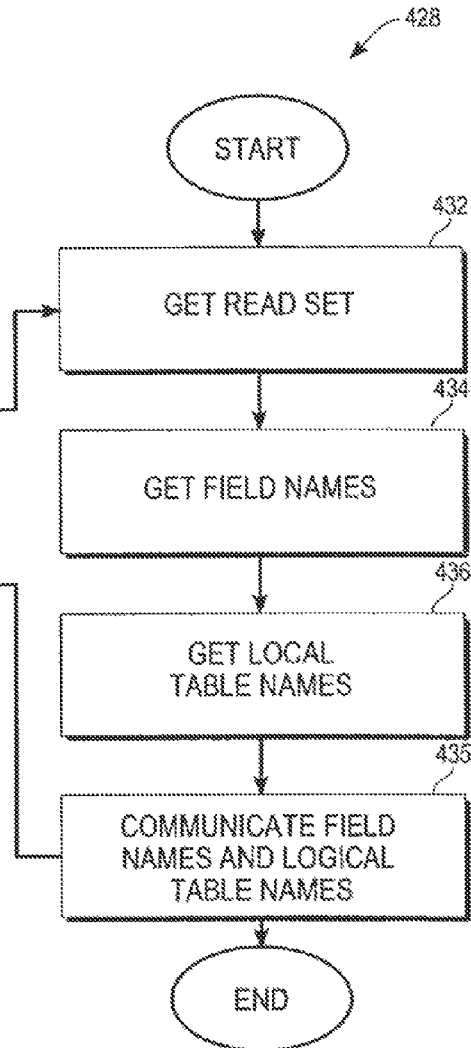 428
START
432
GET READ SET
434
GET FIELD NAMES
436
GET LOCAL
TABLE NAMES
435
COMMUNICATE FIELD
NAMES AND LOGICAL
TABLE NAMES
END